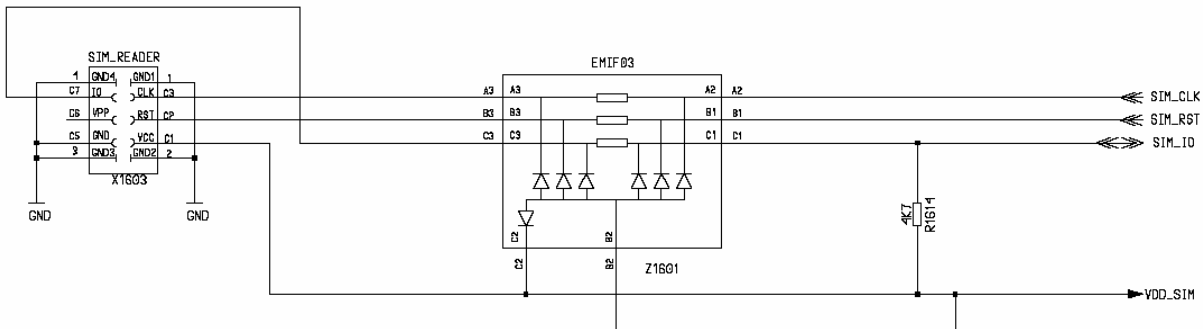 SIM_READER
4 GND4 GND1 1
C7 IO CLK C3
C6 VPP RST CP
C5 GND VCC C1
3 GND3 GND2 2
X1603
GND
GND
EMIF03
A3 A3 A2 A2
B3 B3 B1 B1
C3 C3 C1 C1
C2 B2
C2 B2
Z1601
SIM_CLK
SIM_RST
SIM_IO
4K7
R1614
VDD_SIM